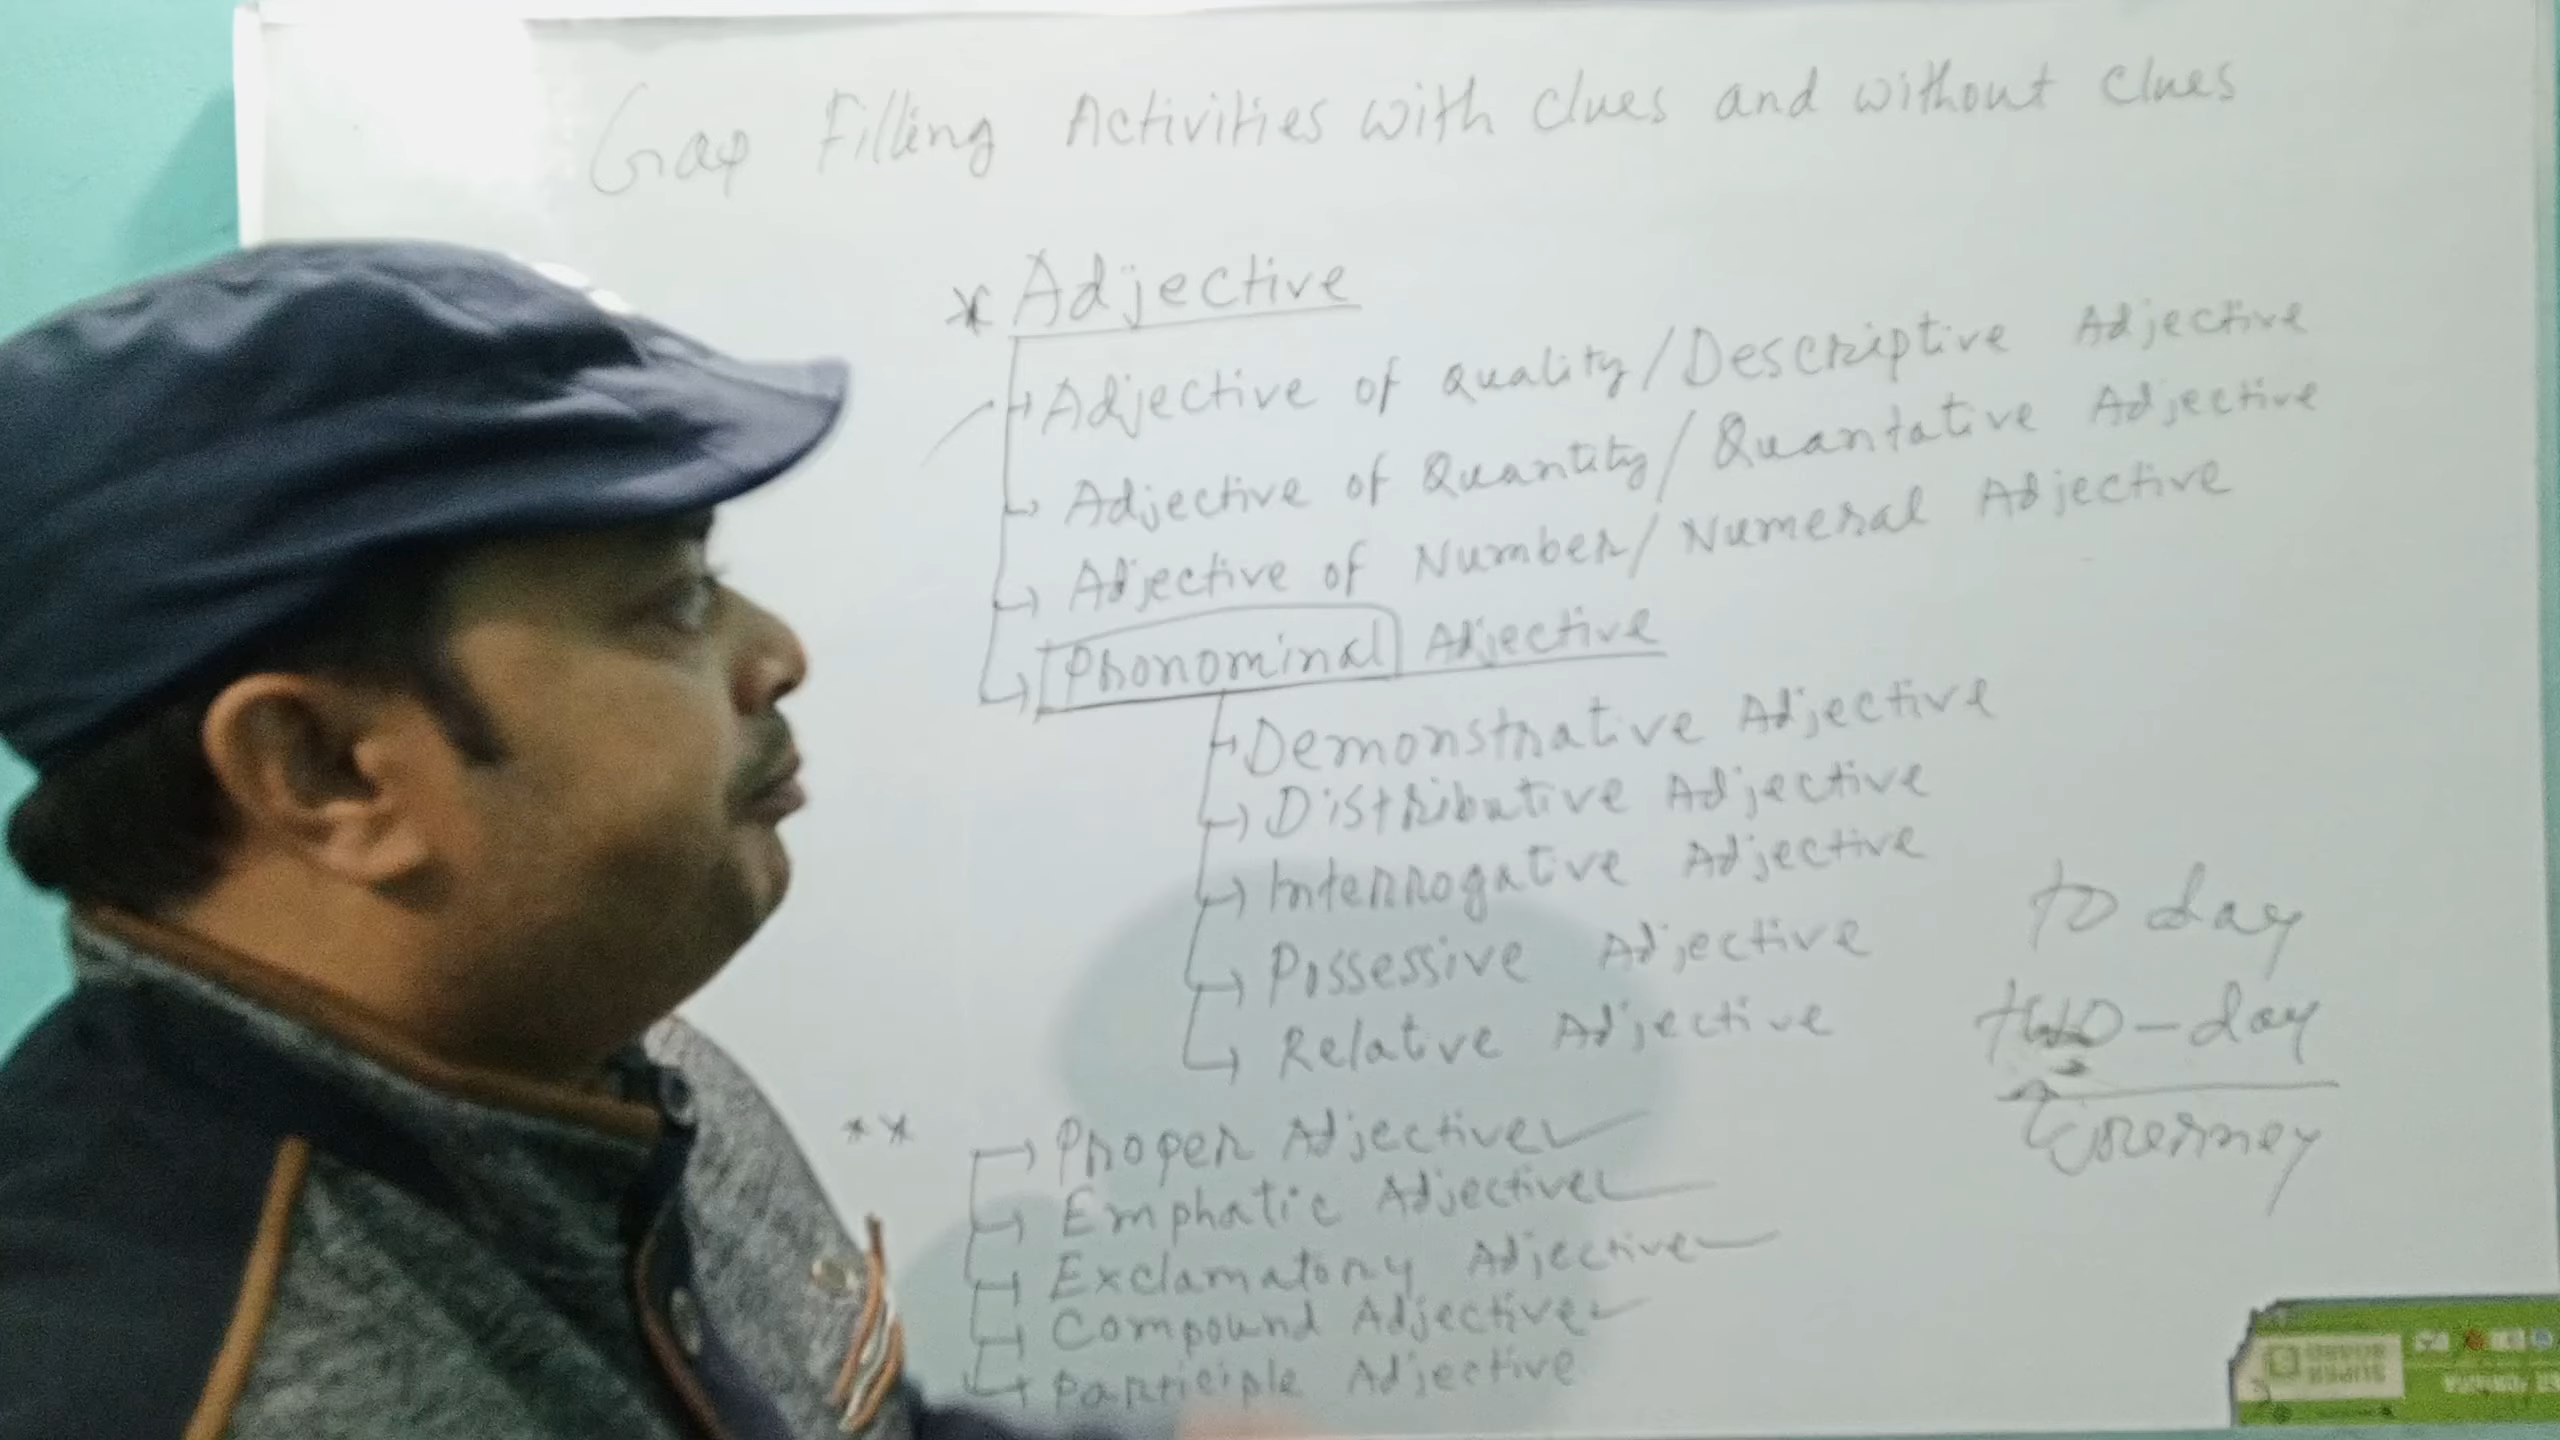 Gap Filling Activities with clues and without clues
* Adjective
Adjective of Quality/Descriptive Adjective
Adjective of Quantity/Quantative Adjective
Adjective of Number/Numeral Adjective
Pronominal Adjective
Demonstrative Adjective
Distributive Adjective
Interrogative Adjective
Possessive Adjective
Relative Adjective
to day
two-day
**
Proper Adjective
Emphatic Adjective
Exclamatory Adjective
Compound Adjective
Participle Adjective